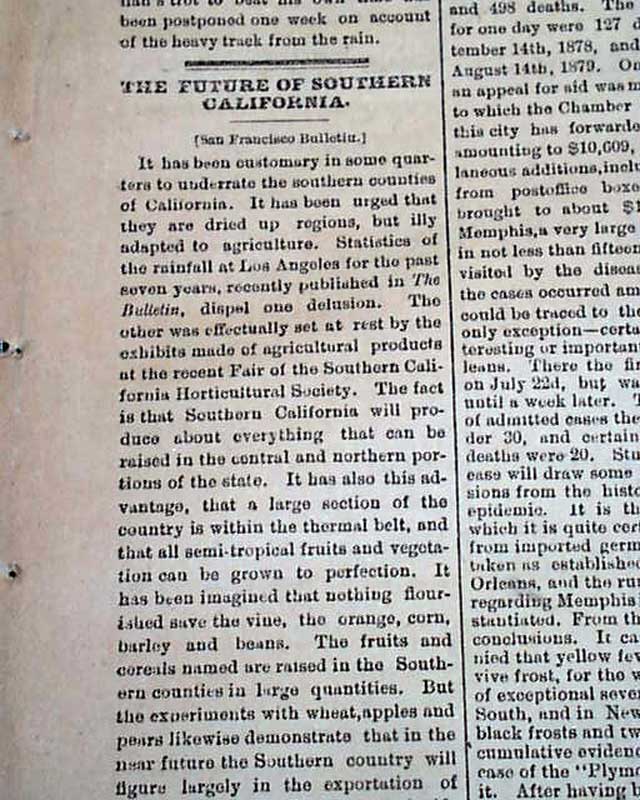 been postponed one week on account
of the heavy track from the rain.
THE FUTURE OF SOUTHERN
CALIFORNIA.
[San Francisco Bulletin.]
It has been customary in some quar-
ters to underrate the southern counties
of California. It has been urged that
they are dried up regions, but illy
adapted to agriculture. Statistics of
the rainfall at Los Angeles for the past
seven years, recently published in The
Bulletin, dispel one delusion. The
other was effectually set at rest by the
exhibits made of agricultural products
at the recent Fair of the Southern Cali-
fornia Horticultural Society. The fact
is that Southern California will pro-
duce about everything that can be
raised in the central and northern por-
tions of the state. It has also this ad-
vantage, that a large section of the
country is within the thermal belt, and
that all semi-tropical fruits and vegeta-
tion can be grown to perfection. It
has been imagined that nothing flour-
ished save the vine, the orange, corn,
barley and beans. The fruits and
cereals named are raised in the South-
ern counties in large quantities. But
the experiments with wheat, apples and
pears likewise demonstrate that in the
near future the Southern country will
figure largely in the exportation of
and 498 deaths. The
for one day were 127
tember 14th, 1878, and
August 14th, 1879. On
an appeal for aid was m
to which the Chamber
this city has forwarde
amounting to $10,609,
laneous additions, incl
from postoffice boxe
brought to about $1
Memphis, a very large
in not less than fifteen
visited by the disea
the cases occurred am
could be traced to the
only exception—certa
teresting or important
leans. There the fir
on July 22d, but wa
until a week later. T
of admitted cases the
der 30, and certain
deaths were 20. Stu
ease will draw some
sions from the histo
epidemic. It is th
which it is quite cert
from imported germ
taken as established
Orleans, and the ru
regarding Memphis
stantiated. From th
conclusions. It ca
nied that yellow fev
vive frost, for the w
of exceptional seve
South, and in New
black frosts and tw
cumulative evidenc
case of the "Plymo
it. After having b